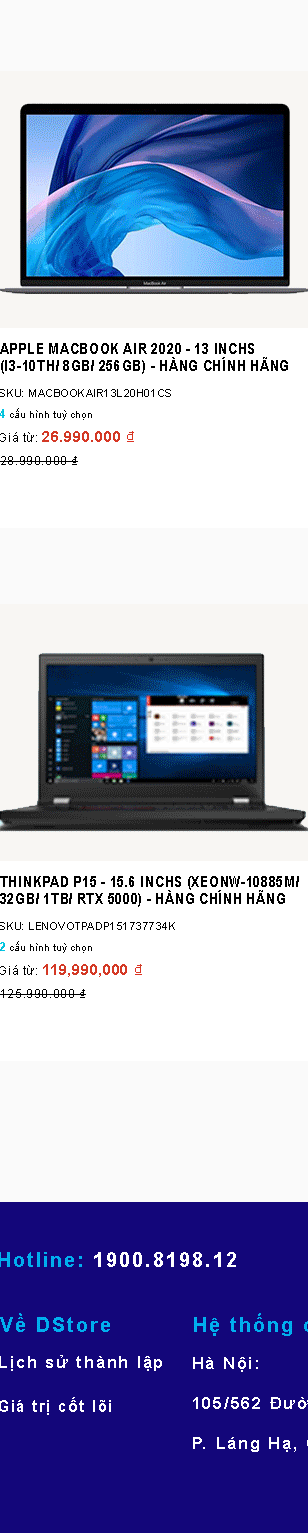 APPLE MACBOOK AIR 2020 - 13 INCHS
(I3-10TH/ 8GB/ 256GB) - HÀNG CHÍNH HÃNG
SKU: MACBOOKAIR13L20H01CS
4 cấu hình tuỳ chọn
Giá từ: 26.990.000 ₫
28.990.000 ₫
THINKPAD P15 - 15.6 INCHS (XEONW-10885M/
32GB/ 1TB/ RTX 5000) - HÀNG CHÍNH HÃNG
SKU: LENOVOTPADP151737734K
2 cấu hình tuỳ chọn
Giá từ: 119,990,000 ₫
125.990.000 ₫
Hotline: 1900.8198.12
Về DStore
Lịch sử thành lập
Giá trị cốt lõi
Hệ thống
Hà Nội:
105/562
P. Láng Hạ,